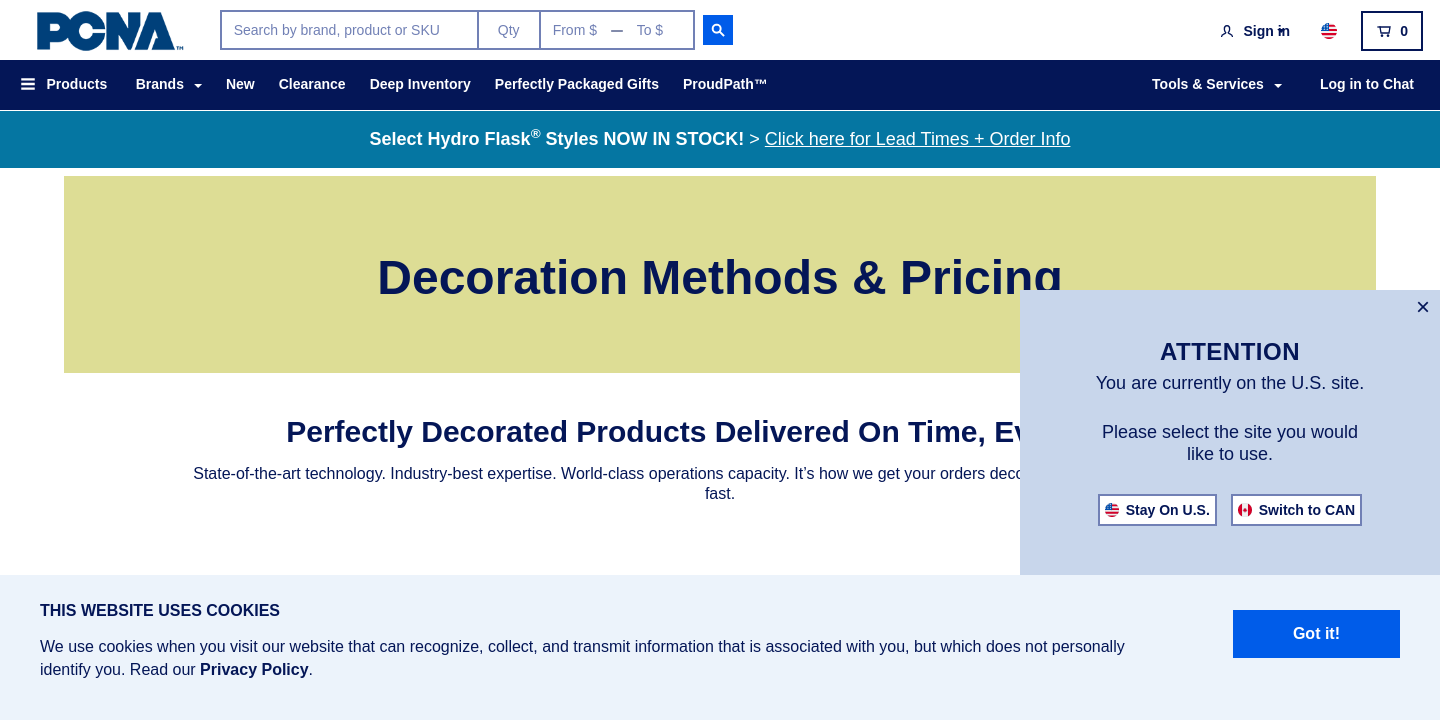 PCNA™
Search by brand, product or SKU
Qty
From $ — To $
Sign in
0
Products
Brands
New
Clearance
Deep Inventory
Perfectly Packaged Gifts
ProudPath™
Tools & Services
Log in to Chat
Select Hydro Flask® Styles NOW IN STOCK! > Click here for Lead Times + Order Info
Decoration Methods & Pricing
Perfectly Decorated Products Delivered On Time,
State-of-the-art technology. Industry-best expertise. World-class operations capacity. It’s how we get your orders
fast.
×
ATTENTION
You are currently on the U.S. site.
Please select the site you would
like to use.
Stay On U.S.
Switch to CAN
THIS WEBSITE USES COOKIES
We use cookies when you visit our website that can recognize, collect, and transmit information that is associated with you, but which does not personally
identify you. Read our Privacy Policy.
Got it!